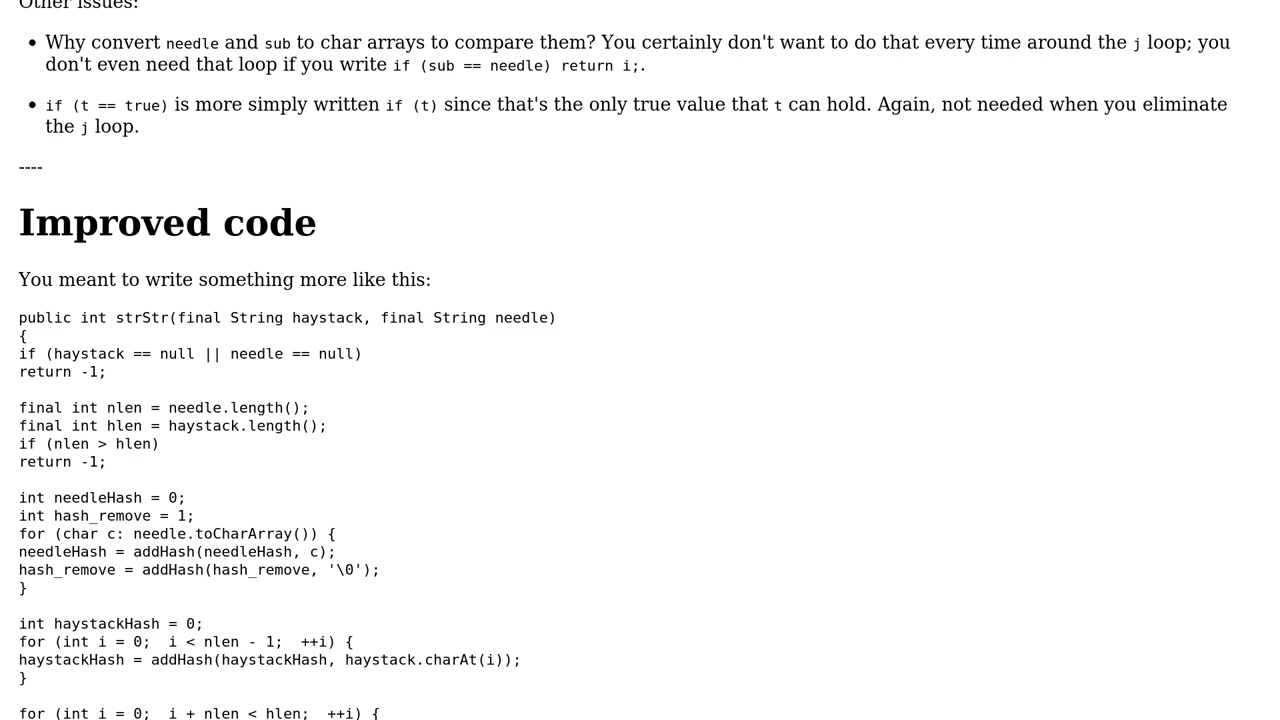 Other issues:
• Why convert needle and sub to char arrays to compare them? You certainly don't want to do that every time around the j loop; you
don't even need that loop if you write if (sub == needle) return i;.
• if (t == true) is more simply written if (t) since that's the only true value that t can hold. Again, not needed when you eliminate
the j loop.
----
Improved code
You meant to write something more like this:
public int strStr(final String haystack, final String needle)
{
if (haystack == null || needle == null)
return -1;
final int nlen = needle.length();
final int hlen = haystack.length();
if (nlen > hlen)
return -1;
int needleHash = 0;
int hash_remove = 1;
for (char c: needle.toCharArray()) {
needleHash = addHash(needleHash, c);
hash_remove = addHash(hash_remove, '\0');
}
int haystackHash = 0;
for (int i = 0;  i < nlen - 1;  ++i) {
haystackHash = addHash(haystackHash, haystack.charAt(i));
}
for (int i = 0;  i + nlen < hlen;  ++i) {